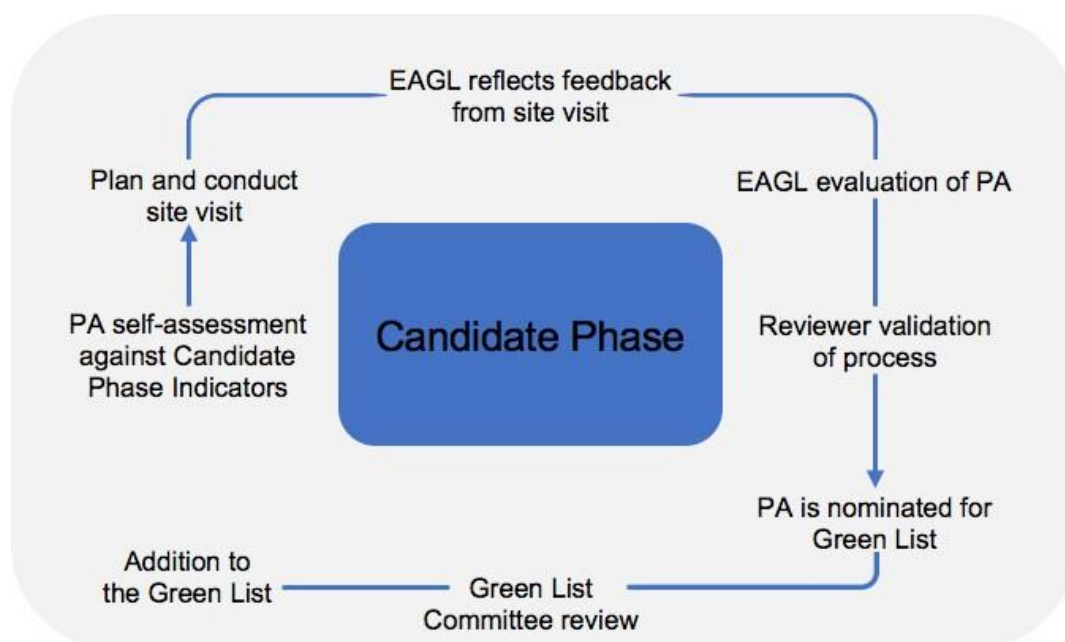 EAGL reflects feedback
from site visit
Plan and conduct
site visit
EAGL evaluation of PA
Candidate Phase
PA self-assessment
against Candidate
Phase Indicators
Reviewer validation
of process
PA is nominated for
Green List
Addition to
the Green List
Green List
Committee review